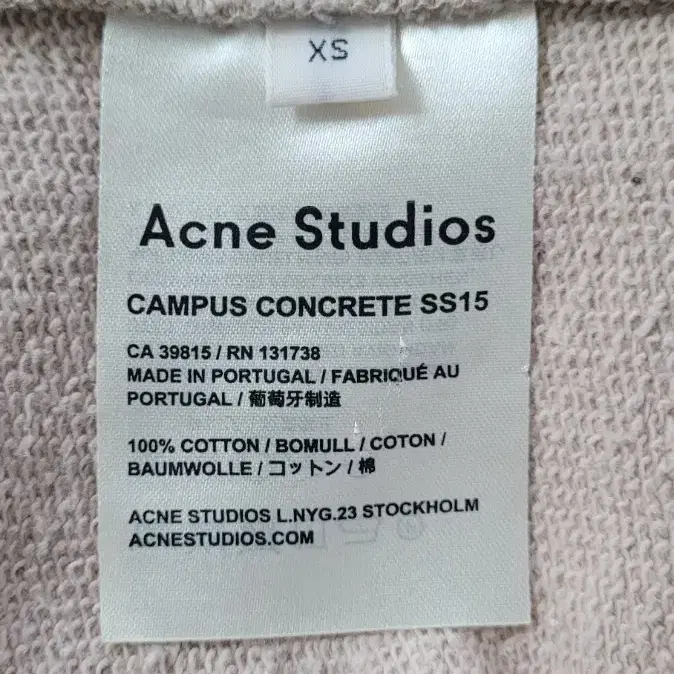 XS
Acne Studios
CAMPUS CONCRETE SS15
CA 39815 / RN 131738
MADE IN PORTUGAL / FABRIQUÉ AU
PORTUGAL / 葡萄牙制造
100% COTTON / BOMULL / COTON /
BAUMWOLLE / コットン / 棉
ACNE STUDIOS L.NYG.23 STOCKHOLM
ACNESTUDIOS.COM